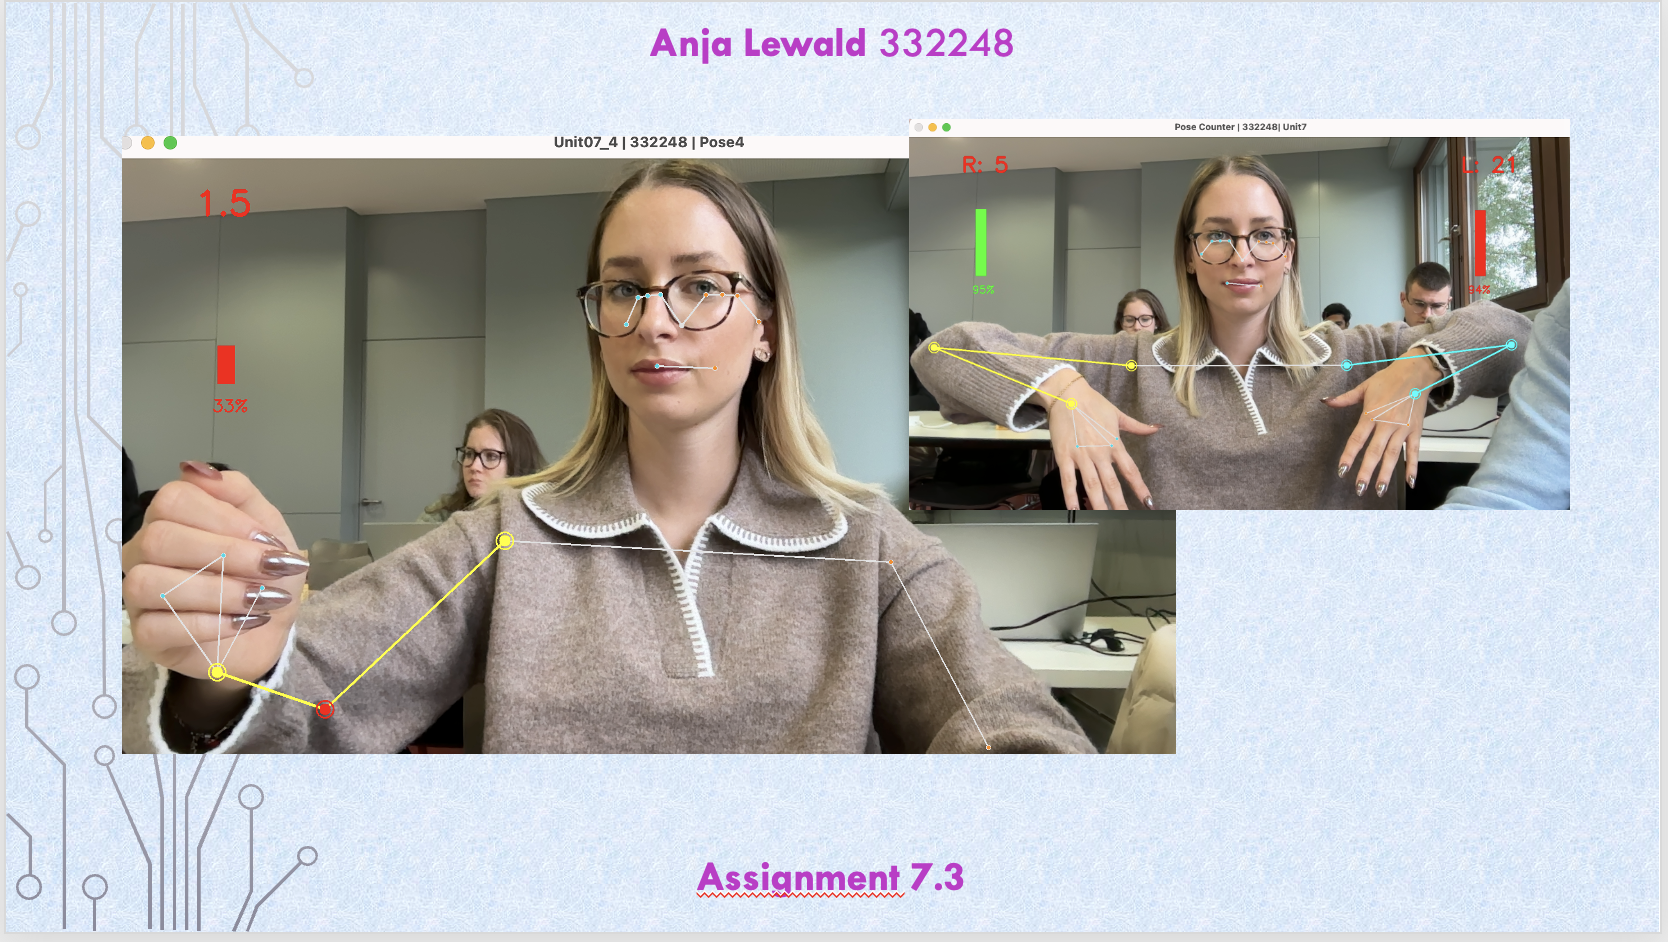 Anja Lewald 332248
Unit07_4 | 332248 | Pose4
1.5
33%
Pose Counter | 332248| Unit7
R: 5
L: 21
95%
94%
Assignment 7.3